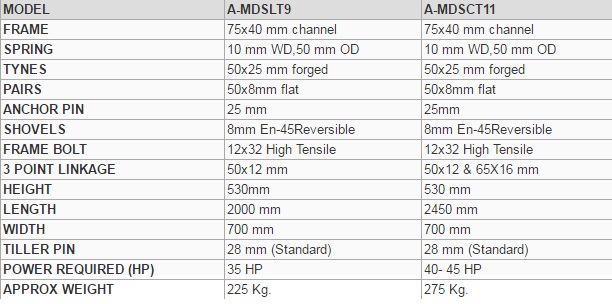 MODEL A-MDSLT9 A-MDSCT11
FRAME 75x40 mm channel 75x40 mm channel
SPRING 10 mm WD,50 mm OD 10 mm WD,50 mm OD
TYNES 50x25 mm forged 50x25 mm forged
PAIRS 50x8mm flat 50x8mm flat
ANCHOR PIN 25 mm 25mm
SHOVELS 8mm En-45Reversible 8mm En-45Reversible
FRAME BOLT 12x32 High Tensile 12x32 High Tensile
3 POINT LINKAGE 50x12 mm 50x12 & 65X16 mm
HEIGHT 530mm 530 mm
LENGTH 2000 mm 2450 mm
WIDTH 700 mm 700 mm
TILLER PIN 28 mm (Standard) 28 mm (Standard)
POWER REQUIRED (HP) 35 HP 40- 45 HP
APPROX WEIGHT 225 Kg. 275 Kg.